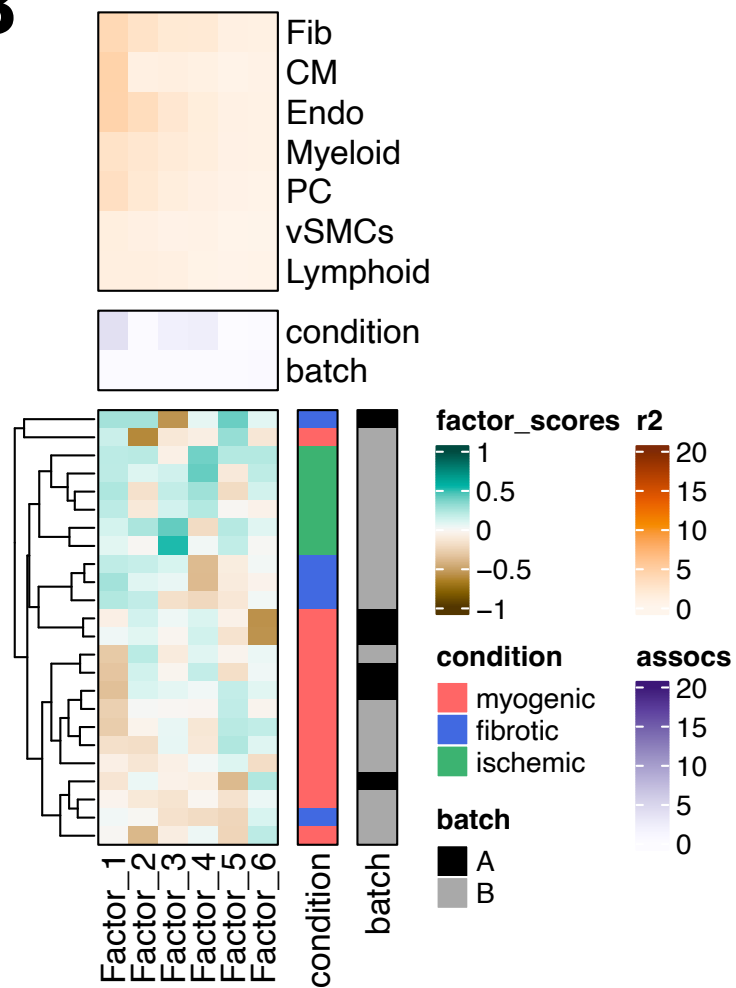 Fib
CM
Endo
Myeloid
PC
vSMCs
Lymphoid
condition
batch
factor_scores r2
1 20
0.5 15
0 10
−0.5 5
−1 0
condition assocs
myogenic 20
fibrotic 15
ischemic 10
5
0
batch
A
B
Factor_1
Factor_2
Factor_3
Factor_4
Factor_5
Factor_6
condition
batch